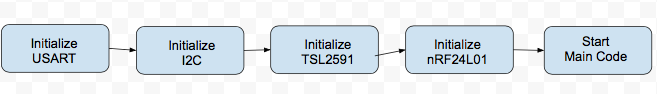 Initialize
USART
Initialize
I2C
Initialize
TSL2591
Initialize
nRF24L01
Start
Main Code